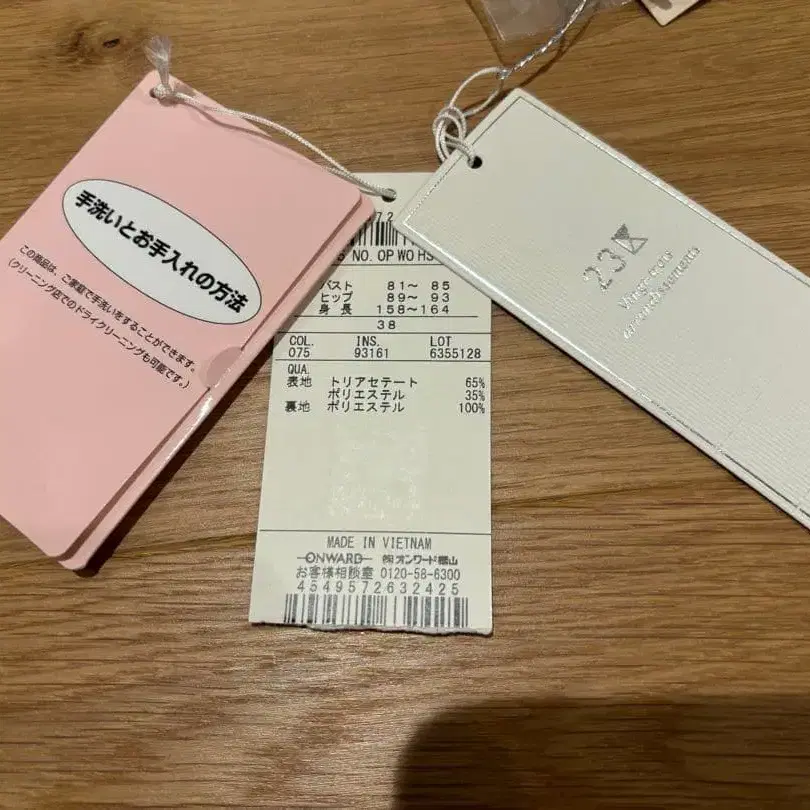 手洗いとお手入れの方法
この商品は、ご家庭で手洗いをすることができます。
(クリーニング店でのドライクリーニングも可能です。)
NO. OP WO HS
バスト 81～ 85
ヒップ 89～ 93
身長 158～164
38
COL. INS. LOT
075 93161 6355128
QUA.
表地 トリアセテート 65%
ポリエステル 35%
裏地 ポリエステル 100%
MADE IN VIETNAM
ONWARD ㈱オンワード樫山
お客様相談室 0120-58-6300
4549572632425
23
Vingt-trois
arrondissements